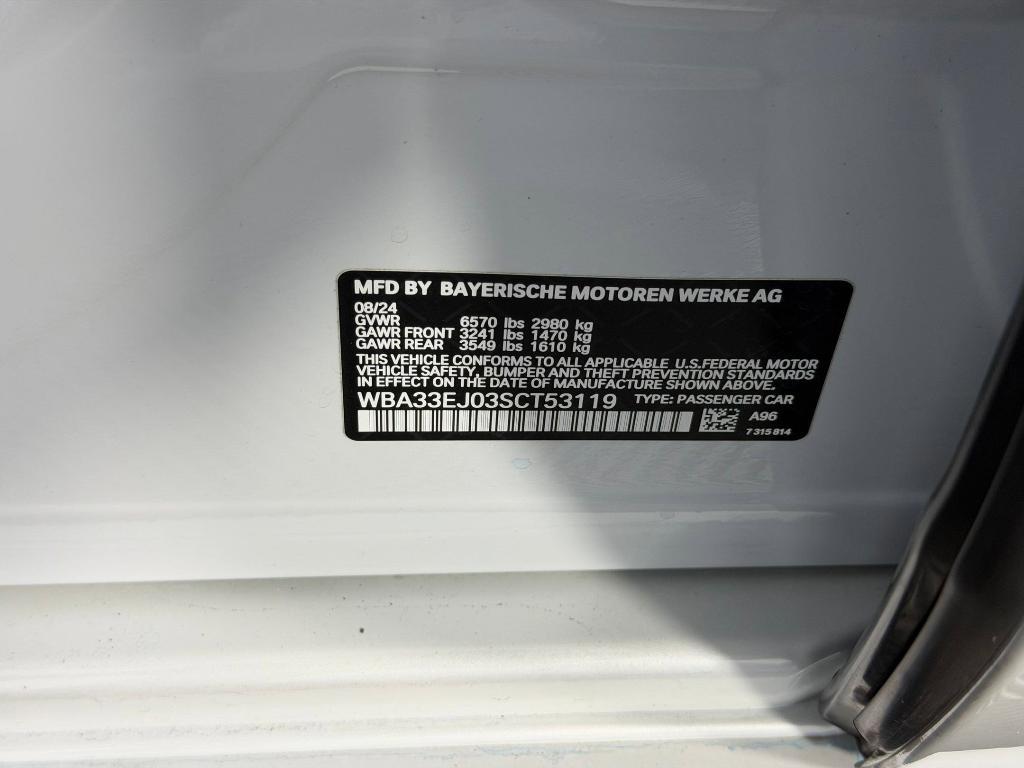 MFD BY BAYERISCHE MOTOREN WERKE AG
08/24
GVWR 6570 lbs 2980 kg
GAWR FRONT 3241 lbs 1470 kg
GAWR REAR 3549 lbs 1610 kg
THIS VEHICLE CONFORMS TO ALL APPLICABLE U.S.FEDERAL MOTOR
VEHICLE SAFETY, BUMPER AND THEFT PREVENTION STANDARDS
IN EFFECT ON THE DATE OF MANUFACTURE SHOWN ABOVE.
WBA33EJ03SCT53119 TYPE: PASSENGER CAR
A96
7 315 814